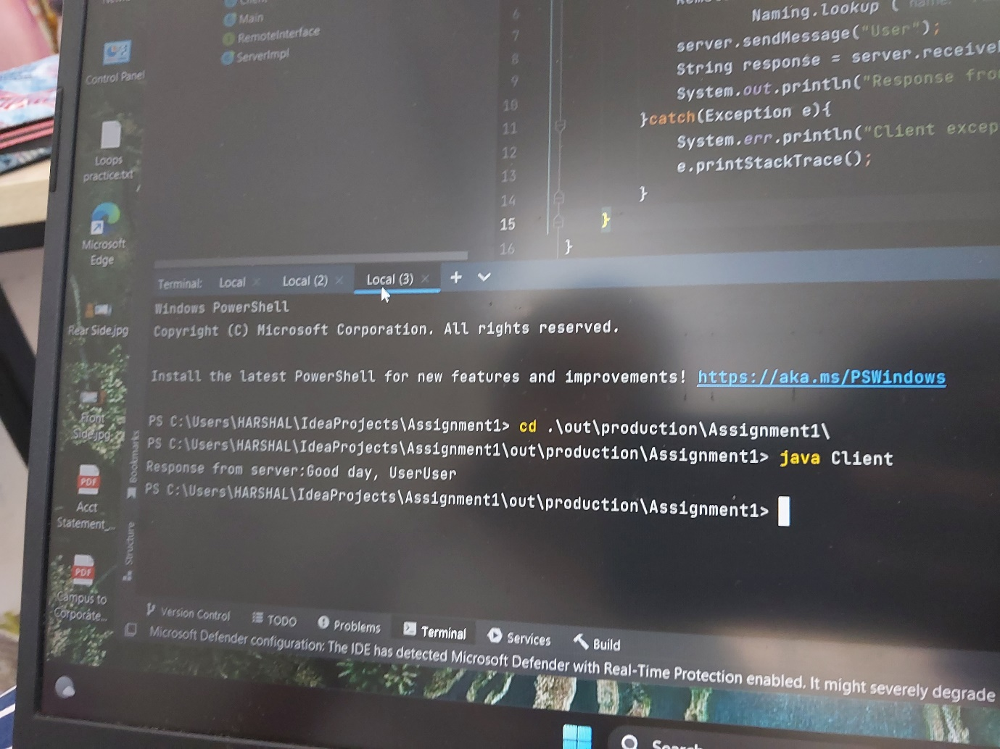 Main
RemoteInterface
ServerImpl
Control Panel
Loops
practice.txt
Microsoft
Edge
Rear Side.jpg
Front
Side.jpg
Acct
Statement_...
Campus to
Corporate...
6
7
8
9
10
11
12
13
14
15
16
Naming.lookup (
server.sendMessage("User");
String response = server.receive
System.out.println("Response fro
}catch(Exception e){
System.err.println("Client excep
e.printStackTrace();
}
}
}
Terminal: Local × Local (2) × Local (3) × +
Windows PowerShell
Copyright (C) Microsoft Corporation. All rights reserved.
Install the latest PowerShell for new features and improvements! https://aka.ms/PSWindows
PS C:\Users\HARSHAL\IdeaProjects\Assignment1> cd .\out\production\Assignment1\
PS C:\Users\HARSHAL\IdeaProjects\Assignment1\out\production\Assignment1> java Client
Response from server:Good day, UserUser
PS C:\Users\HARSHAL\IdeaProjects\Assignment1\out\production\Assignment1>
Bookmarks
Structure
Version Control TODO Problems Terminal Services Build
Microsoft Defender configuration: The IDE has detected Microsoft Defender with Real-Time Protection enabled. It might severely degrade